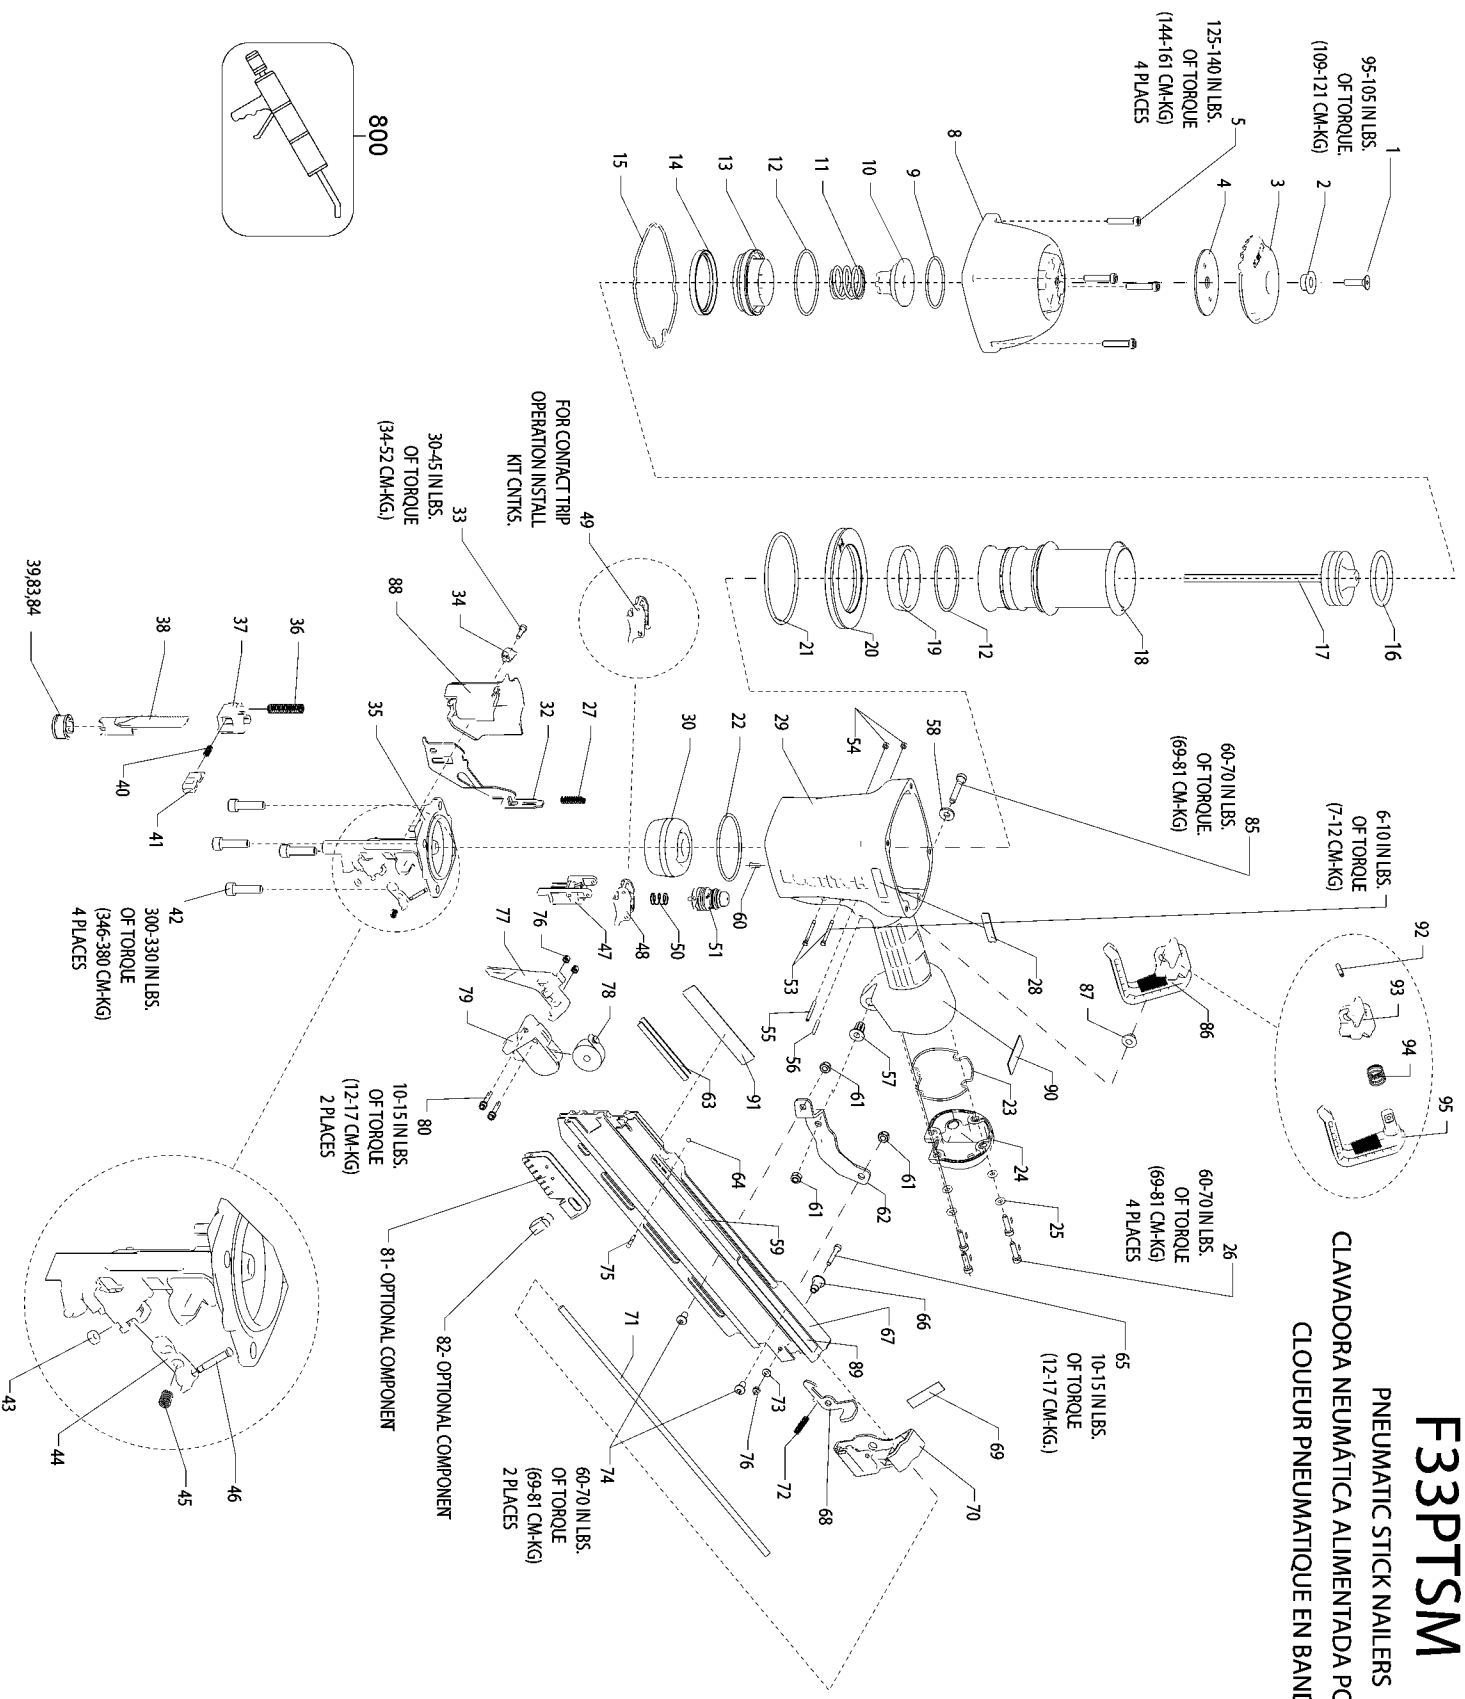 F33PTSM
PNEUMATIC STICK NAILERS
CLAVADORA NEUMÁTICA ALIMENTADA PO
CLOUEUR PNEUMATIQUE EN BAND
1
95-105 IN LBS.
OF TORQUE.
(109-121 CM-KG)
2
3
4
5
125-140 IN LBS.
OF TORQUE
(144-161 CM-KG)
4 PLACES
8
9
10
11
12
13
14
15
800
16
17
18
12
19
20
21
6-10 IN LBS.
OF TORQUE
(7-12 CM-KG)
85
60-70 IN LBS.
OF TORQUE.
(69-81 CM-KG)
58
54
29
22
30
27
32
88
34
33
30-45 IN LBS.
OF TORQUE
(34-52 CM-KG.)
49
FOR CONTACT TRIP
OPERATION INSTALL
KIT CNTK5.
35
36
37
38
39,83,84
40
41
42
300-330 IN LBS.
OF TORQUE
(346-380 CM-KG)
4 PLACES
92
93
94
95
86
87
28
90
53
55
56
57
60
51
50
48
47
76
77
78
79
80
10-15 IN LBS.
OF TORQUE
(12-17 CM-KG)
2 PLACES
23
24
25
26
60-70 IN LBS.
OF TORQUE
(69-81 CM-KG)
4 PLACES
61
61
61
62
63
91
64
59
75
65
10-15 IN LBS.
OF TORQUE
(12-17 CM-KG.)
66
67
89
69
70
68
72
73
76
74
60-70 IN LBS.
OF TORQUE
(69-81 CM-KG)
2 PLACES
71
81- OPTIONAL COMPONENT
82- OPTIONAL COMPONENT
43
44
45
46